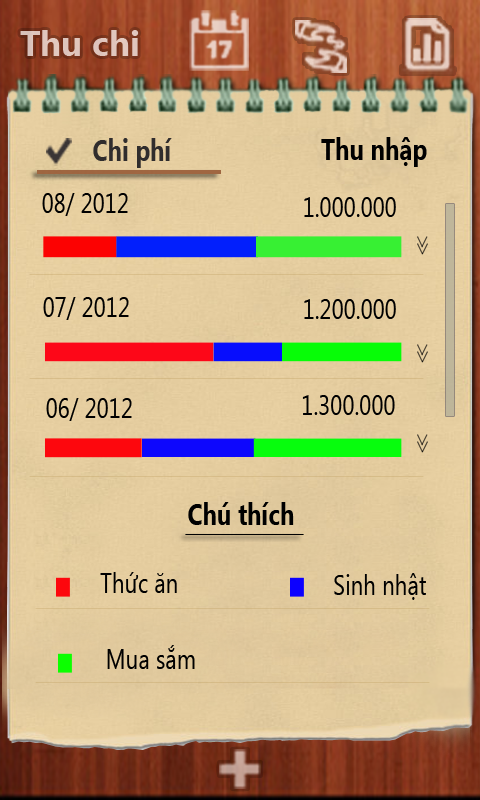 Thu chi
17
Chi phí
Thu nhập
08/ 2012
1.000.000
07/ 2012
1.200.000
06/ 2012
1.300.000
Chú thích
Thức ăn
Sinh nhật
Mua sắm